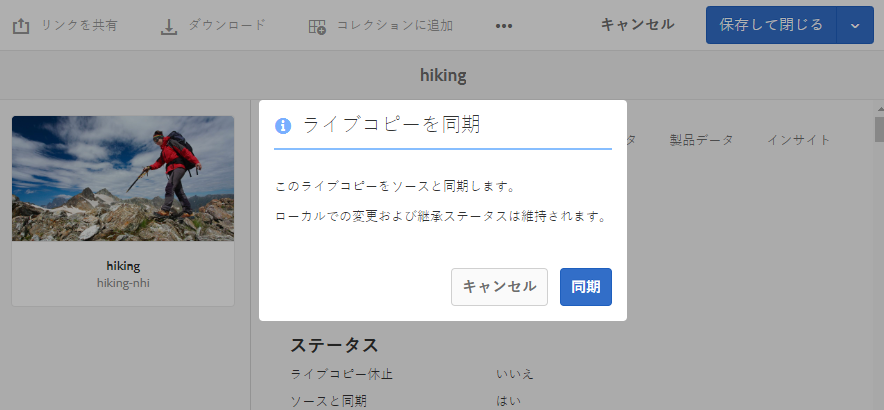 リンクを共有
ダウンロード
コレクションに追加
•••
キャンセル
保存して閉じる
hiking
タ
製品データ
インサイト
hiking
hiking-nhi
ライブコピーを同期
このライブコピーをソースと同期します。
ローカルでの変更および継承ステータスは維持されます。
キャンセル
同期
ステータス
ライブコピー休止 いいえ
ソースと同期 はい